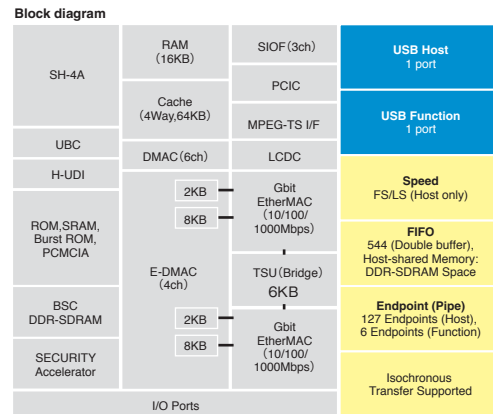 Block diagram
SH-4A
UBC
H-UDI
ROM,SRAM,
Burst ROM,
PCMCIA
BSC
DDR-SDRAM
SECURITY
Accelerator
RAM
(16KB)
Cache
(4Way,64KB)
DMAC(6ch)
2KB
8KB
E-DMAC
(4ch)
2KB
8KB
SIOF(3ch)
PCIC
MPEG-TS I/F
LCDC
Gbit
EtherMAC
(10/100/
1000Mbps)
TSU(Bridge)
6KB
Gbit
EtherMAC
(10/100/
1000Mbps)
I/O Ports
USB Host
1 port
USB Function
1 port
Speed
FS/LS (Host only)
FIFO
544 (Double buffer),
Host-shared Memory:
DDR-SDRAM Space
Endpoint (Pipe)
127 Endpoints (Host),
6 Endpoints (Function)
Isochronous
Transfer Supported